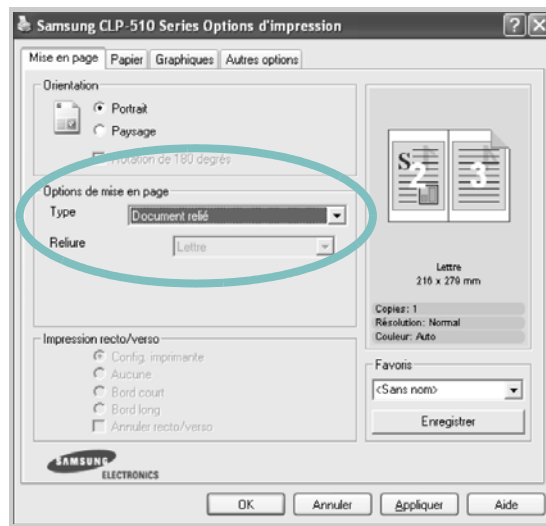 Samsung CLP-510 Series Options d'impression
Mise en page Papier Graphiques Autres options
Orientation
Portrait
Paysage
Rotation de 180 degrés
Options de mise en page
Type Document relié
Reliure Lettre
S 2 3
Lettre
216 x 279 mm
Copies: 1
Résolution: Normal
Couleur: Auto
Impression recto/verso
Config. imprimante
Aucune
Bord court
Bord long
Annuler recto/verso
Favoris
<Sans nom>
Enregistrer
SAMSUNG
ELECTRONICS
OK Annuler Appliquer Aide